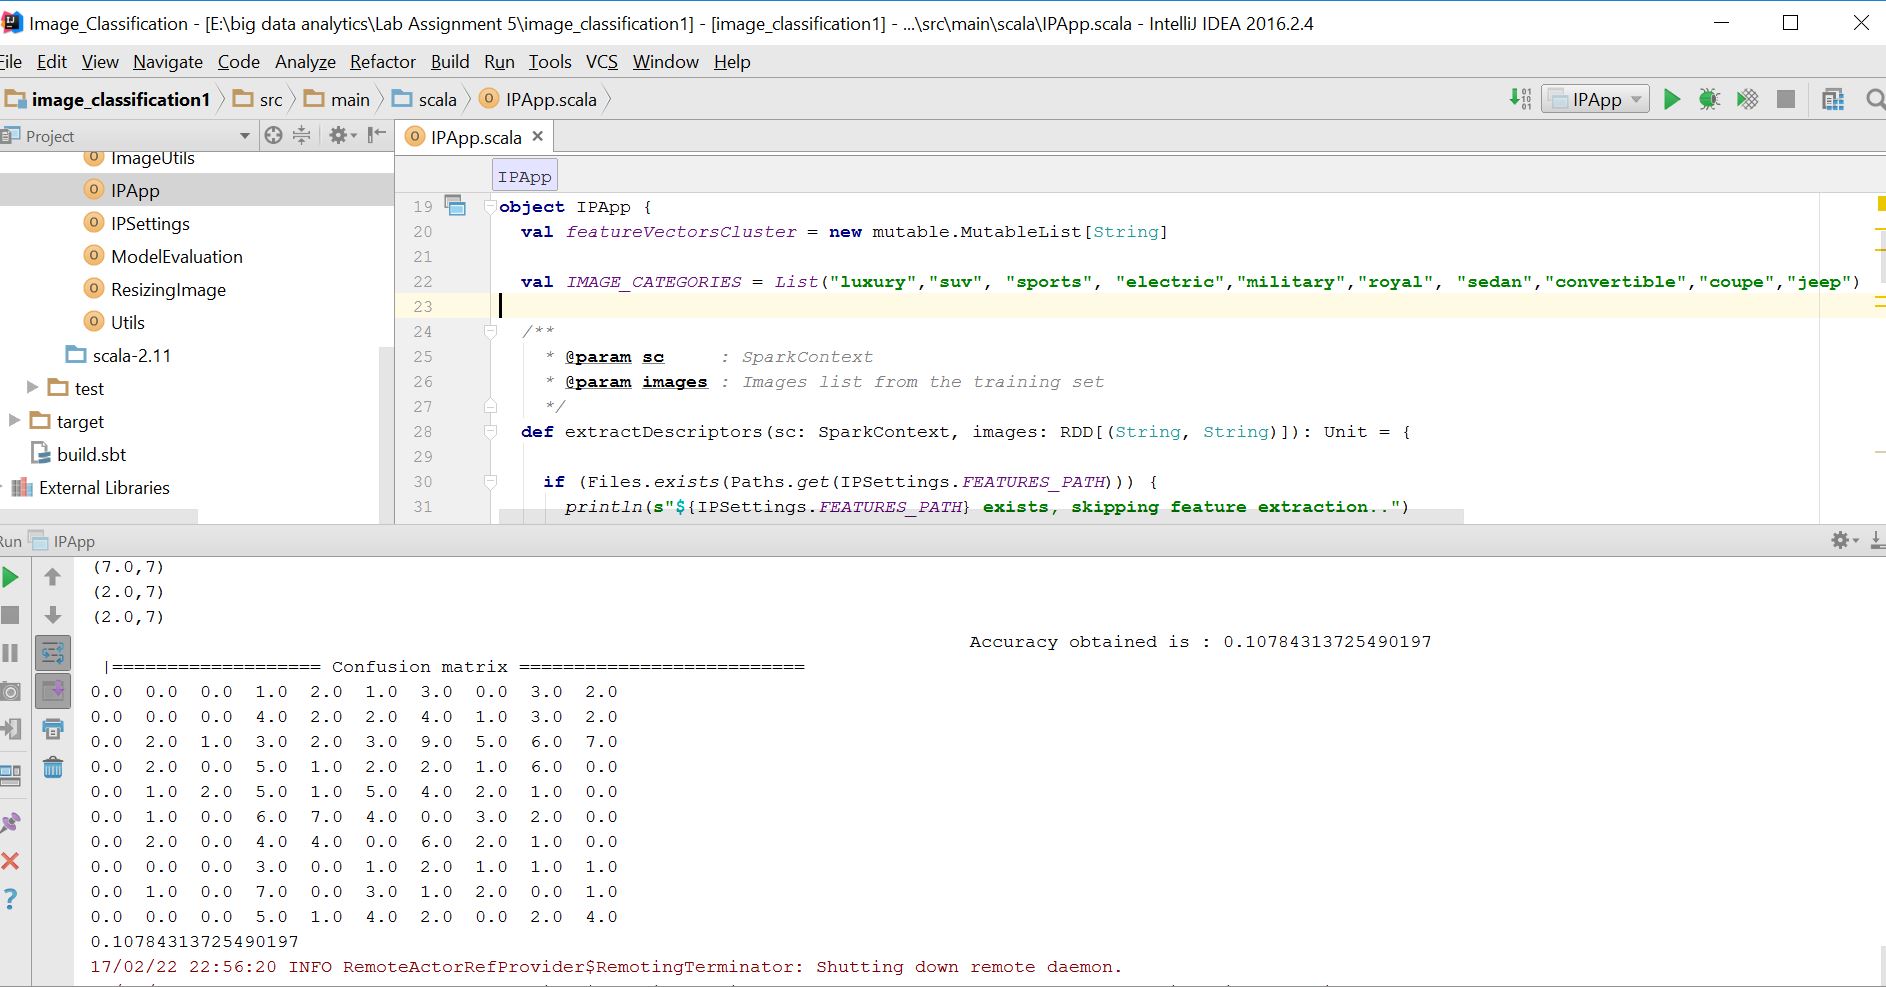 Image_Classification - [E:\big data analytics\Lab Assignment 5\image_classification1] - [image_classification1] - ...\src\main\scala\IPApp.scala - IntelliJ IDEA 2016.2.4
File Edit View Navigate Code Analyze Refactor Build Run Tools VCS Window Help
image_classification1 src main scala IPApp.scala IPApp
Project
IPApp.scala
ImageUtils
IPApp
IPSettings
ModelEvaluation
ResizingImage
Utils
scala-2.11
test
target
build.sbt
External Libraries
IPApp
19 object IPApp {
20 val featureVectorsCluster = new mutable.MutableList[String]
21
22 val IMAGE_CATEGORIES = List("luxury","suv", "sports", "electric","military","royal", "sedan","convertible","coupe","jeep")
23
24 /**
25 * @param sc : SparkContext
26 * @param images : Images list from the training set
27 */
28 def extractDescriptors(sc: SparkContext, images: RDD[(String, String)]): Unit = {
29
30 if (Files.exists(Paths.get(IPSettings.FEATURES_PATH))) {
31 println(s"${IPSettings.FEATURES_PATH} exists, skipping feature extraction..")
Run IPApp
(7.0,7)
(2.0,7)
(2.0,7)
Accuracy obtained is : 0.10784313725490197
|=================== Confusion matrix ==========================
0.0 0.0 0.0 1.0 2.0 1.0 3.0 0.0 3.0 2.0
0.0 0.0 0.0 4.0 2.0 2.0 4.0 1.0 3.0 2.0
0.0 2.0 1.0 3.0 2.0 3.0 9.0 5.0 6.0 7.0
0.0 2.0 0.0 5.0 1.0 2.0 2.0 1.0 6.0 0.0
0.0 1.0 2.0 5.0 1.0 5.0 4.0 2.0 1.0 0.0
0.0 1.0 0.0 6.0 7.0 4.0 0.0 3.0 2.0 0.0
0.0 2.0 0.0 4.0 4.0 0.0 6.0 2.0 1.0 0.0
0.0 0.0 0.0 3.0 0.0 1.0 2.0 1.0 1.0 1.0
0.0 1.0 0.0 7.0 0.0 3.0 1.0 2.0 0.0 1.0
0.0 0.0 0.0 5.0 1.0 4.0 2.0 0.0 2.0 4.0
0.10784313725490197
17/02/22 22:56:20 INFO RemoteActorRefProvider$RemotingTerminator: Shutting down remote daemon.